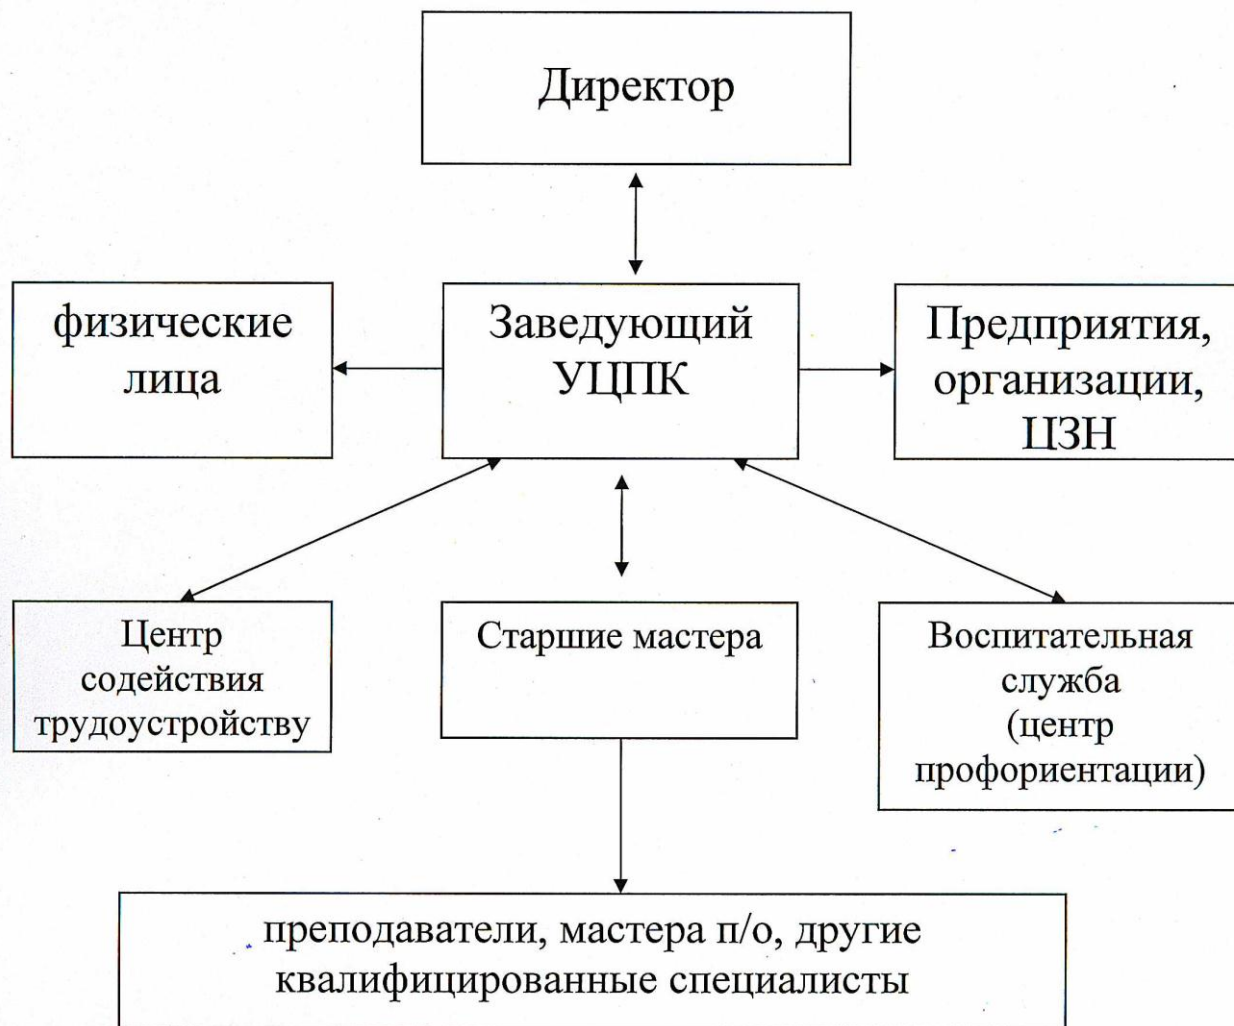 Директор
физические
лица
Заведующий
УЦПК
Предприятия,
организации,
ЦЗН
Центр
содействия
трудоустройству
Старшие мастера
Воспитательная
служба
(центр
профориентации)
преподаватели, мастера п/о, другие
квалифицированные специалисты